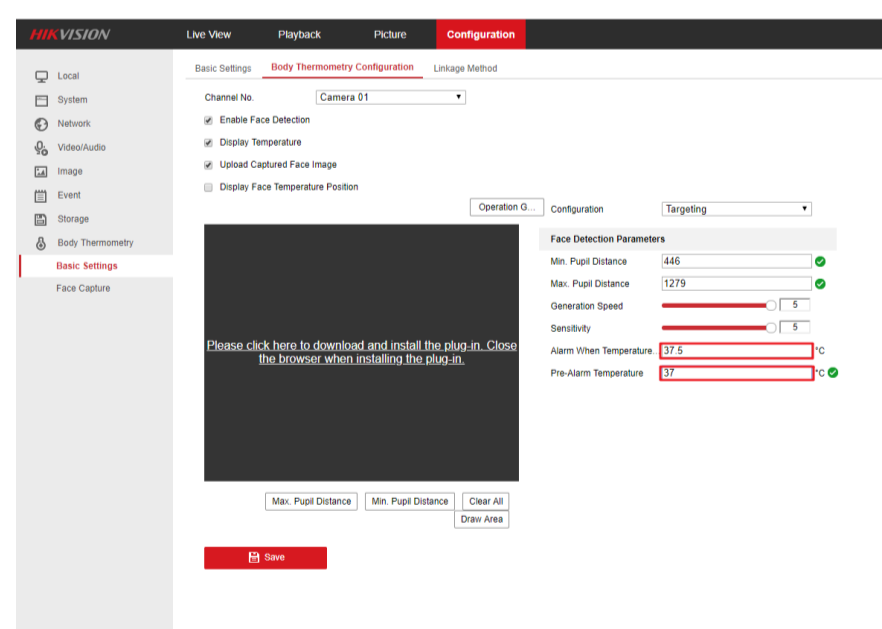 HIKVISION
Live View Playback Picture Configuration
Local
System
Network
Video/Audio
Image
Event
Storage
Body Thermometry
Basic Settings
Face Capture
Basic Settings Body Thermometry Configuration Linkage Method
Channel No. Camera 01
Enable Face Detection
Display Temperature
Upload Captured Face Image
Display Face Temperature Position
Operation G...
Please click here to download and install the plug-in. Close
the browser when installing the plug-in.
Max. Pupil Distance Min. Pupil Distance Clear All
Draw Area
Save
Configuration Targeting
Face Detection Parameters
Min. Pupil Distance 446
Max. Pupil Distance 1279
Generation Speed 5
Sensitivity 5
Alarm When Temperature... 37.5 °C
Pre-Alarm Temperature 37 °C